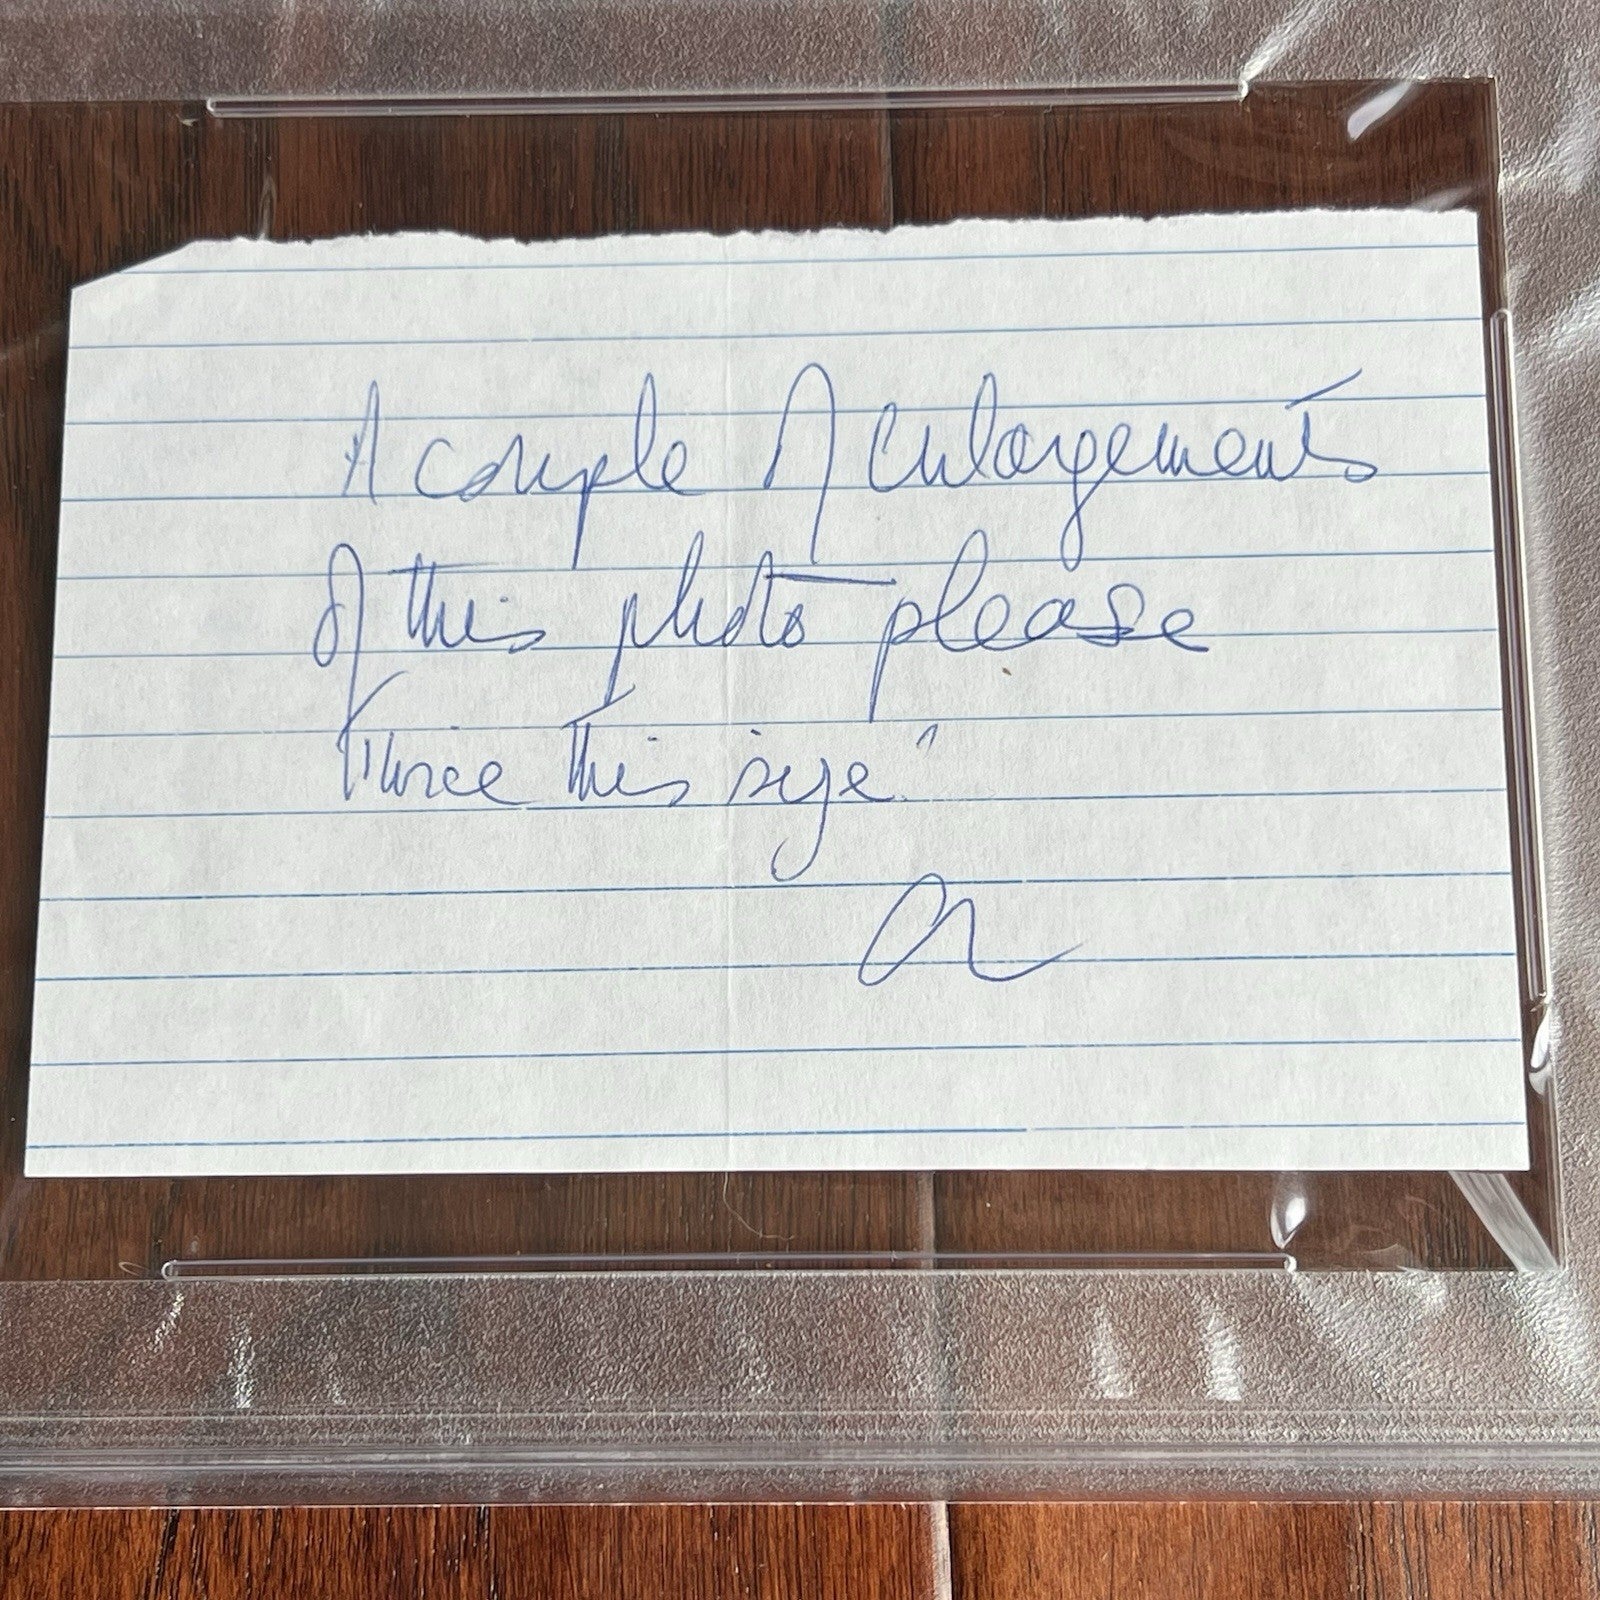 A couple of enlargements
of this photo please
Twice this size"